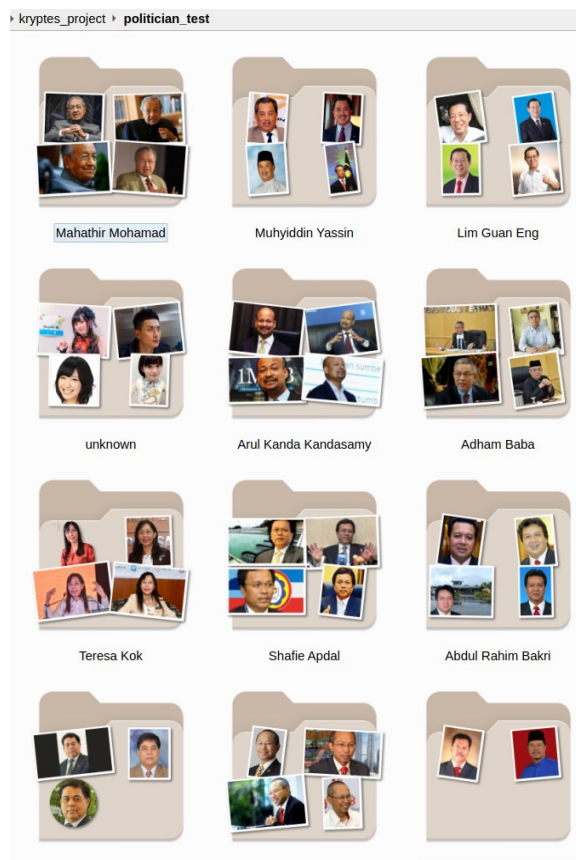 kryptes_project politician_test
Mahathir Mohamad
Muhyiddin Yassin
Lim Guan Eng
unknown
Arul Kanda Kandasamy
Adham Baba
Teresa Kok
Shafie Apdal
Abdul Rahim Bakri